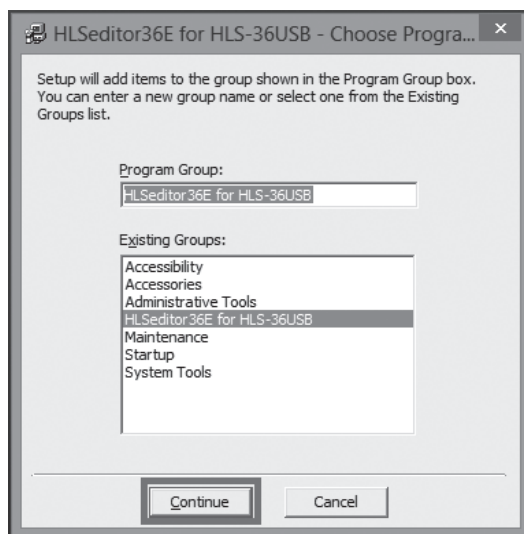 HLSeditor36E for HLS-36USB - Choose Progra...
Setup will add items to the group shown in the Program Group box.
You can enter a new group name or select one from the Existing
Groups list.
Program Group:
HLSeditor36E for HLS-36USB
Existing Groups:
Accessibility
Accessories
Administrative Tools
HLSeditor36E for HLS-36USB
Maintenance
Startup
System Tools
Continue
Cancel